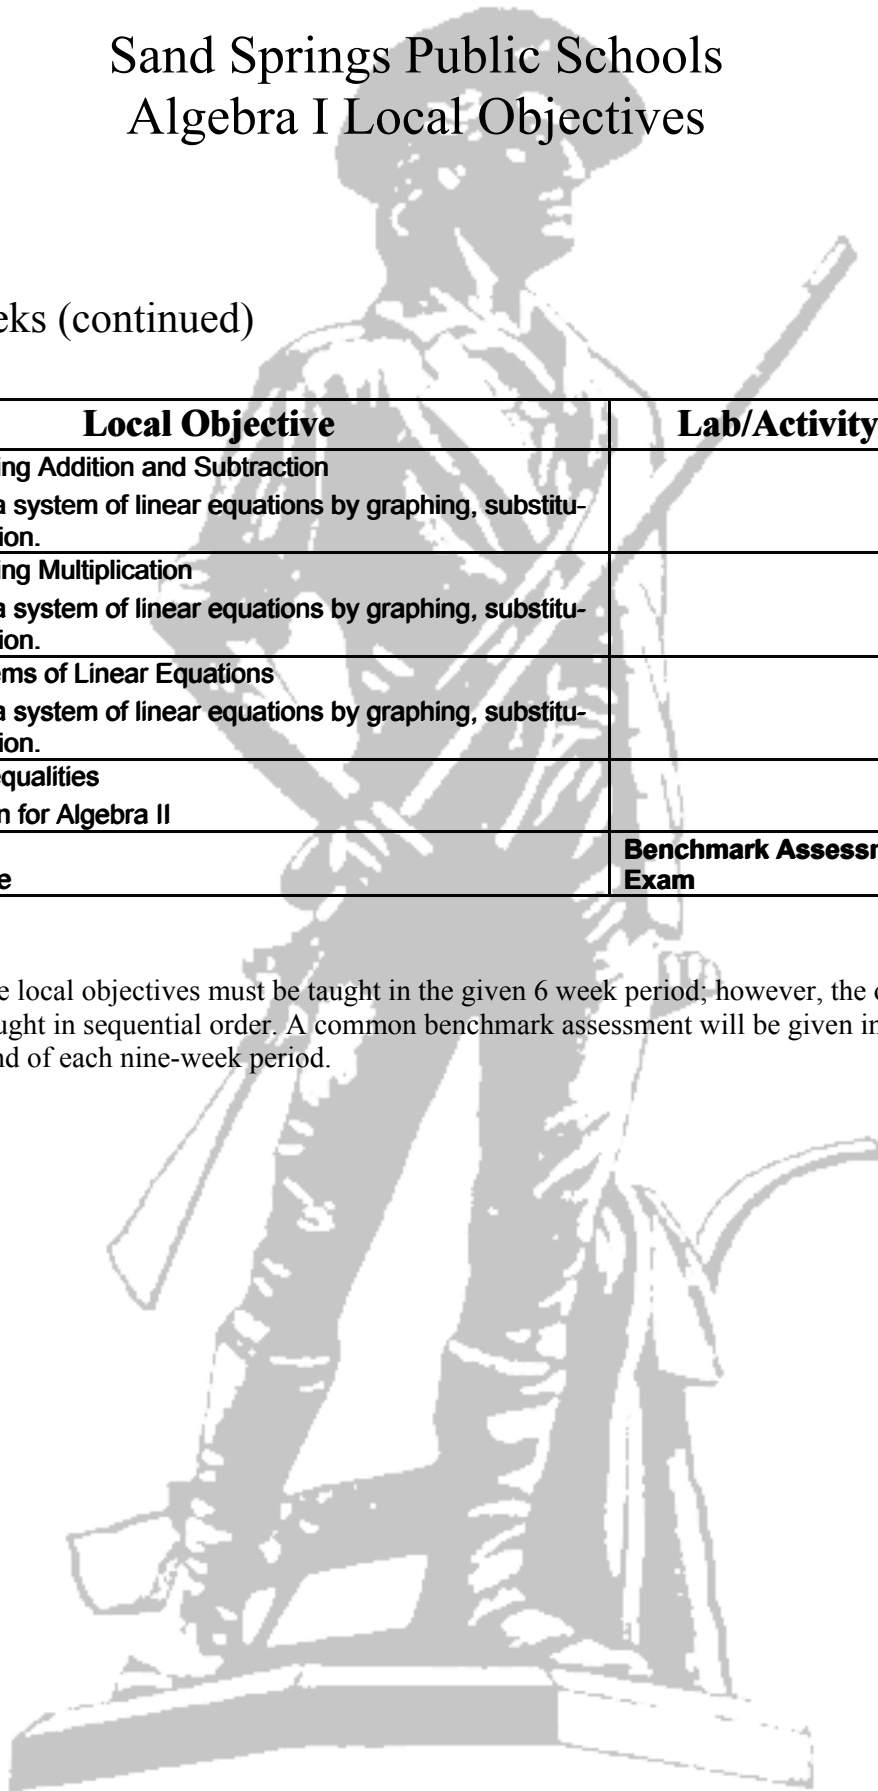 Sand Springs Public Schools
Algebra I Local Objectives
eks (continued)
Local Objective
Lab/Activity
ing Addition and Subtraction
a system of linear equations by graphing, substitu-
ion.
ing Multiplication
a system of linear equations by graphing, substitu-
ion.
ems of Linear Equations
a system of linear equations by graphing, substitu-
ion.
equalities
n for Algebra II
e
Benchmark Assessm
Exam
e local objectives must be taught in the given 6 week period; however, the o
ught in sequential order. A common benchmark assessment will be given in
nd of each nine-week period.